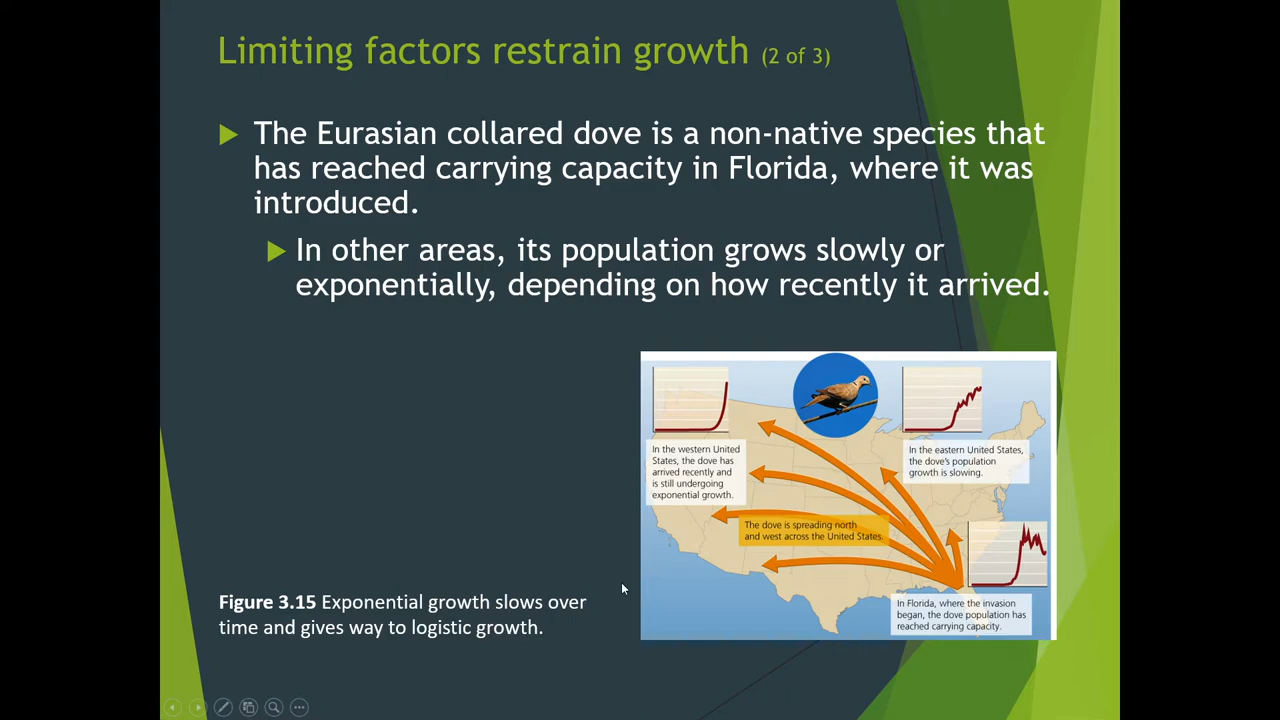 Limiting factors restrain growth (2 of 3)
The Eurasian collared dove is a non-native species that
has reached carrying capacity in Florida, where it was
introduced.
In other areas, its population grows slowly or
exponentially, depending on how recently it arrived.
In the western United
States, the dove has
arrived recently and
is still undergoing
exponential growth.
In the eastern United States,
the dove's population
growth is slowing.
The dove is spreading north
and west across the United States.
In Florida, where the invasion
began, the dove population has
reached carrying capacity.
Figure 3.15 Exponential growth slows over
time and gives way to logistic growth.